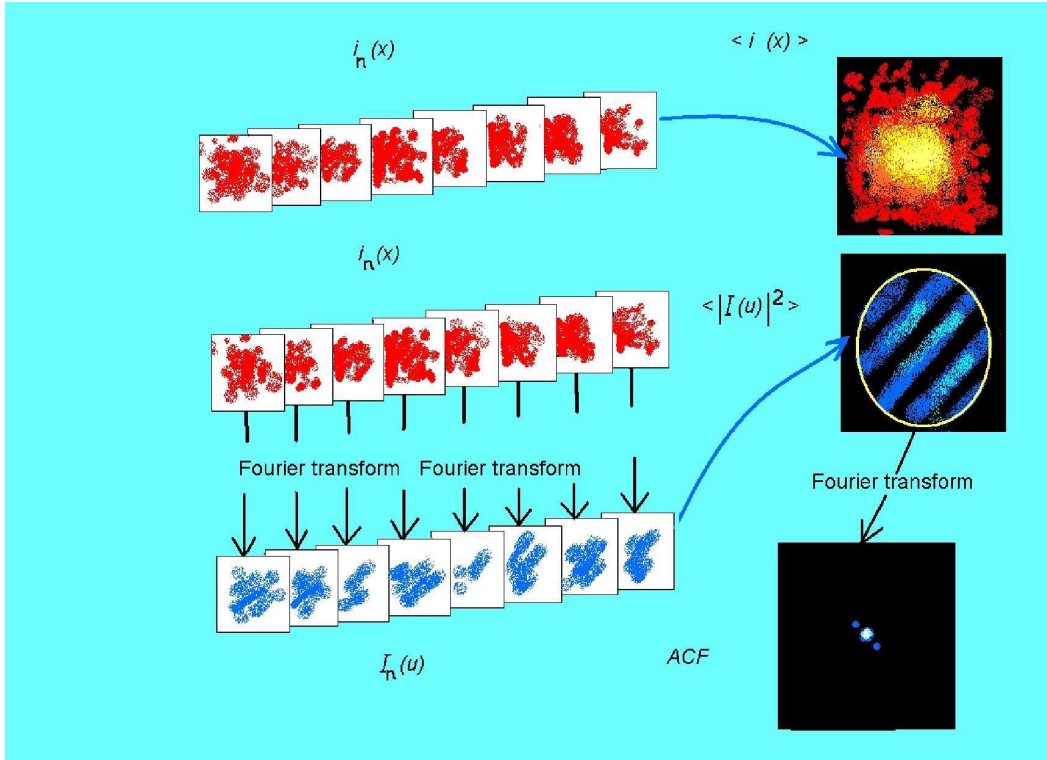 i_n(x)
< i (x) >
i_n(x)
< |I(u)|² >
Fourier transform Fourier transform
Fourier transform
I_n(u)
ACF